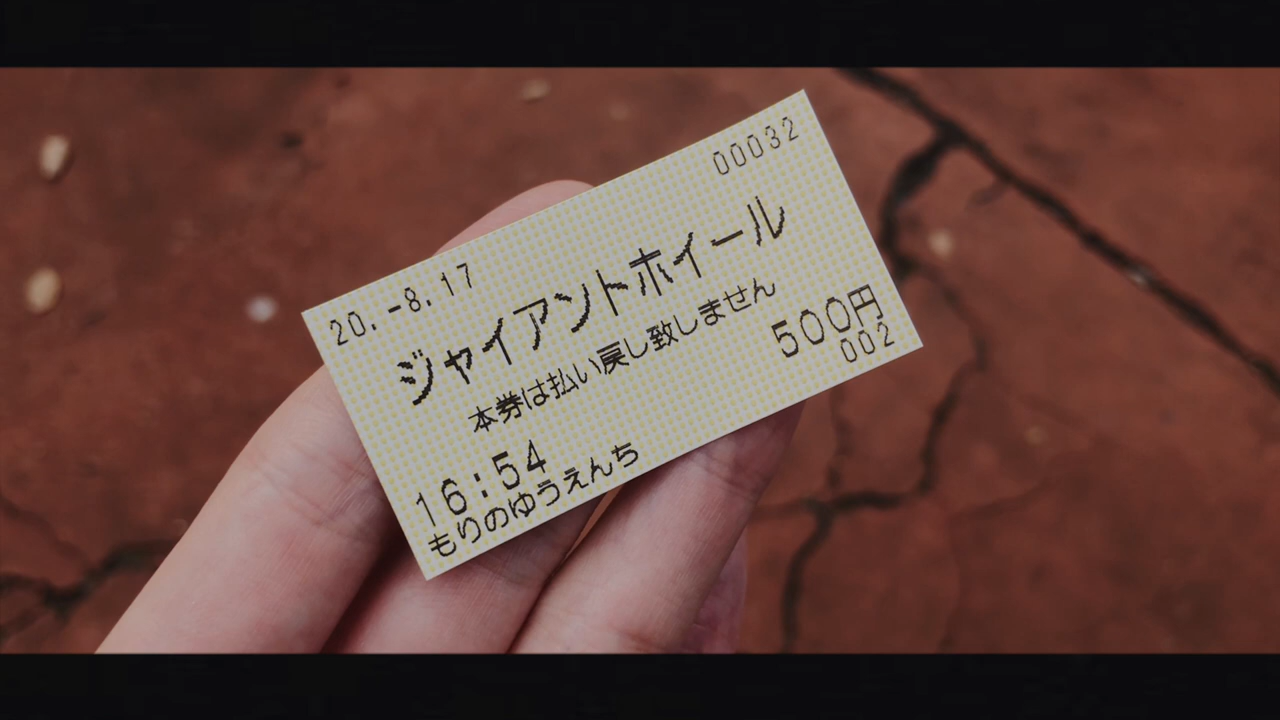 00032
20.-8.17
ジャイアントホイール
本券は払い戻し致しません
500円
002
16:54
もりのゆうえんち